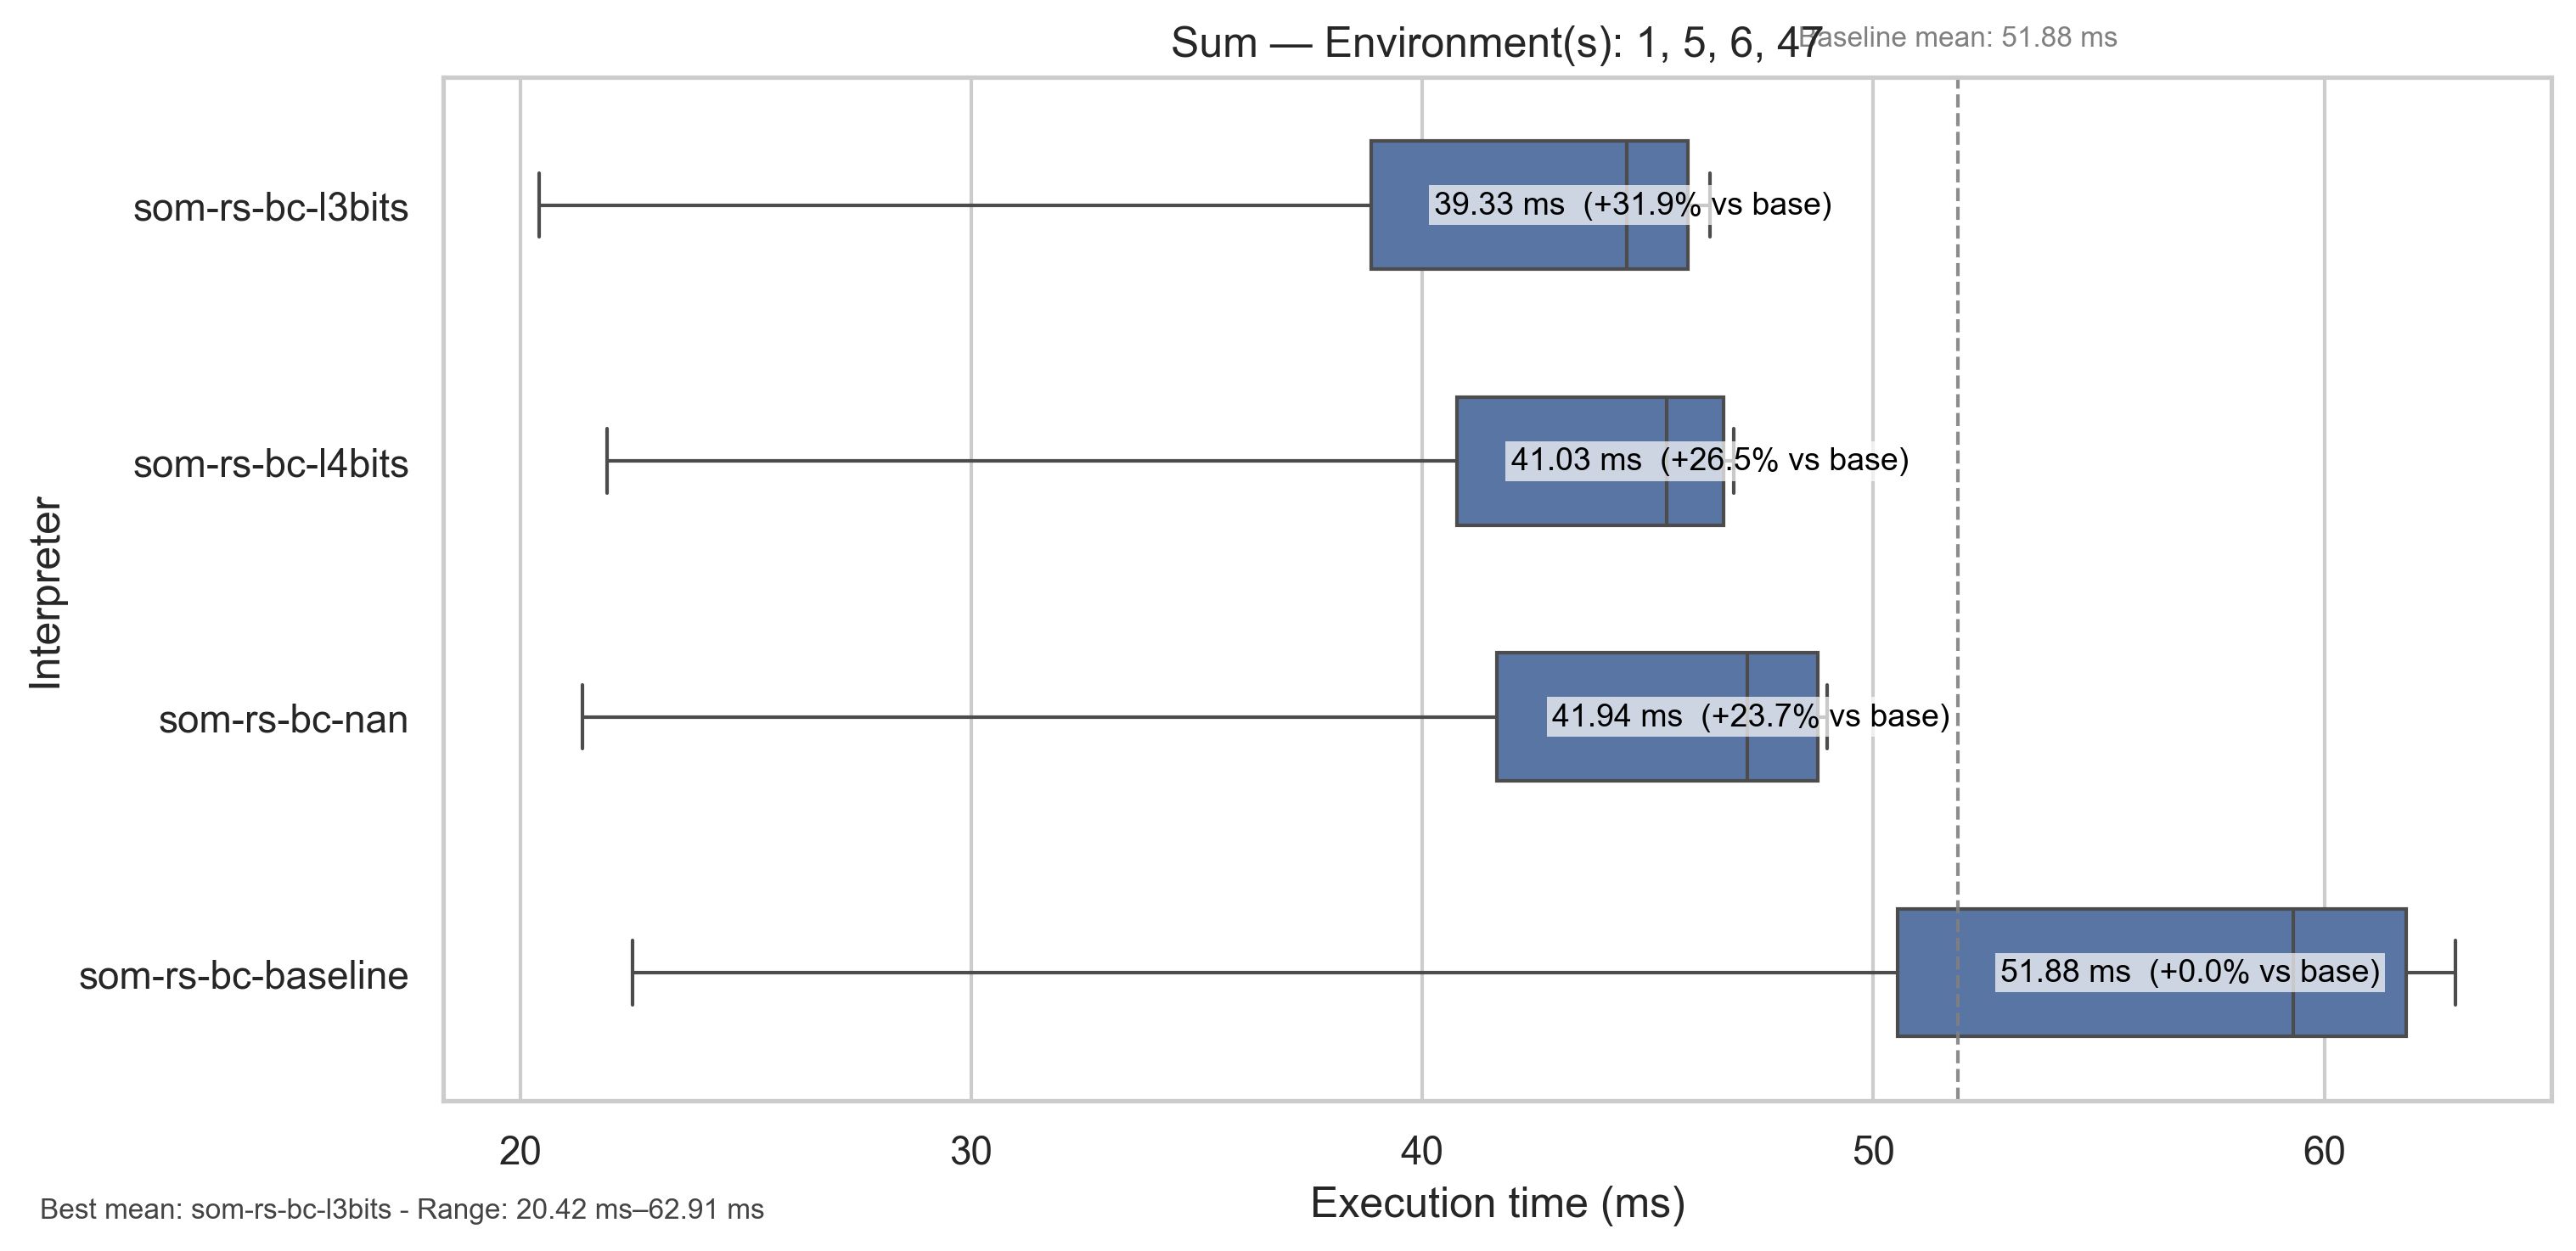 Sum — Environment(s): 1, 5, 6, 47
Baseline mean: 51.88 ms
som-rs-bc-l3bits
39.33 ms (+31.9% vs base)
som-rs-bc-l4bits
41.03 ms (+26.5% vs base)
Interpreter
som-rs-bc-nan
41.94 ms (+23.7% vs base)
som-rs-bc-baseline
51.88 ms (+0.0% vs base)
20 30 40 50 60
Execution time (ms)
Best mean: som-rs-bc-l3bits - Range: 20.42 ms–62.91 ms